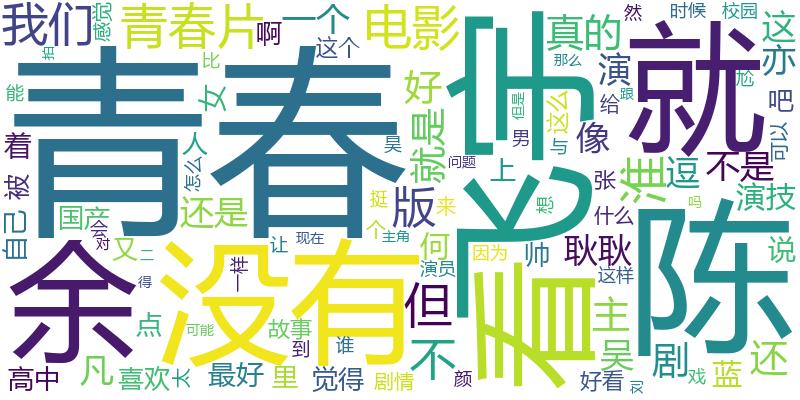 我们
感觉
青春片
啊
一个
这个
电影
真的
然
时候
校园
这
拍
比
那么
就
尬
亦
能
女
好
飞宇
但是
这么
演
给
跟
吧
青春
昊
就是
男
与
像
可以
着
人
怎么
问题
上
淮
逗
不是
被
自己
国产
还是
版
挺
来
想
张
吗
演技
会
对
又
二
让
现在
个
主角
何
因为
帅
什么
耿耿
说
余
没有
看
陈
得
一样
演员
这样
但
主
点
可能
故事
到
谁
不
吴
剧
还
高中
凡
喜欢
太
最好
里
觉得
剧情
颜
好看
刘
戏
蓝